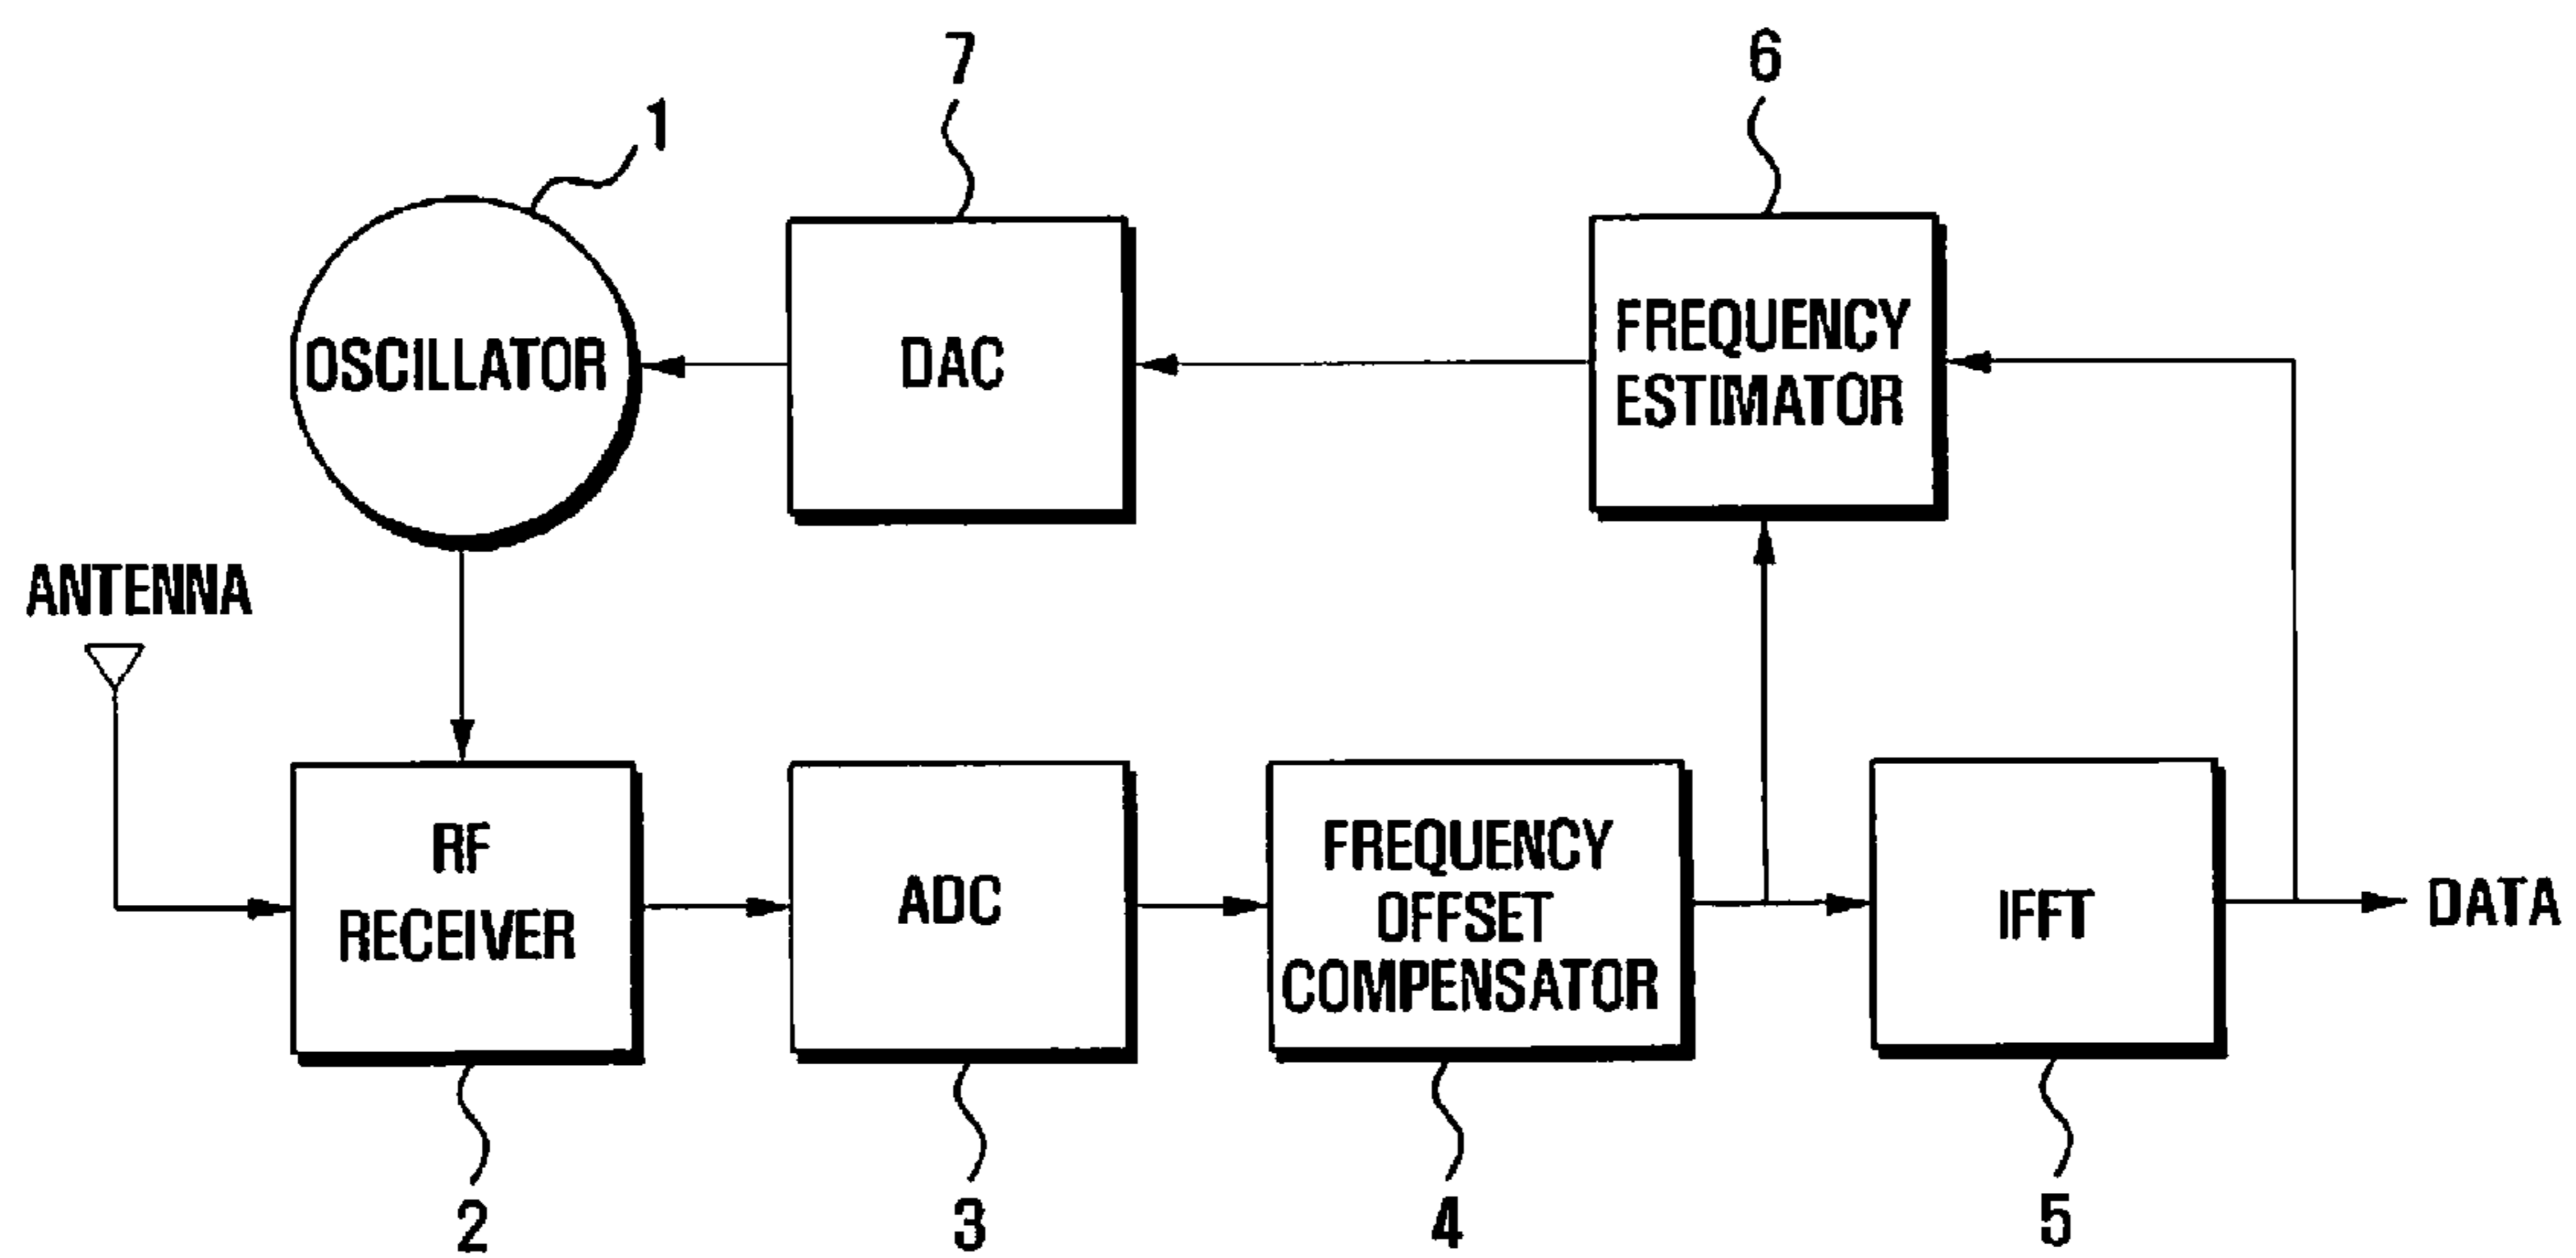 7
6
1
OSCILLATOR
DAC
FREQUENCY
ESTIMATOR
ANTENNA
RF
RECEIVER
ADC
FREQUENCY
OFFSET
COMPENSATOR
IFFT
DATA
2
3
4
5